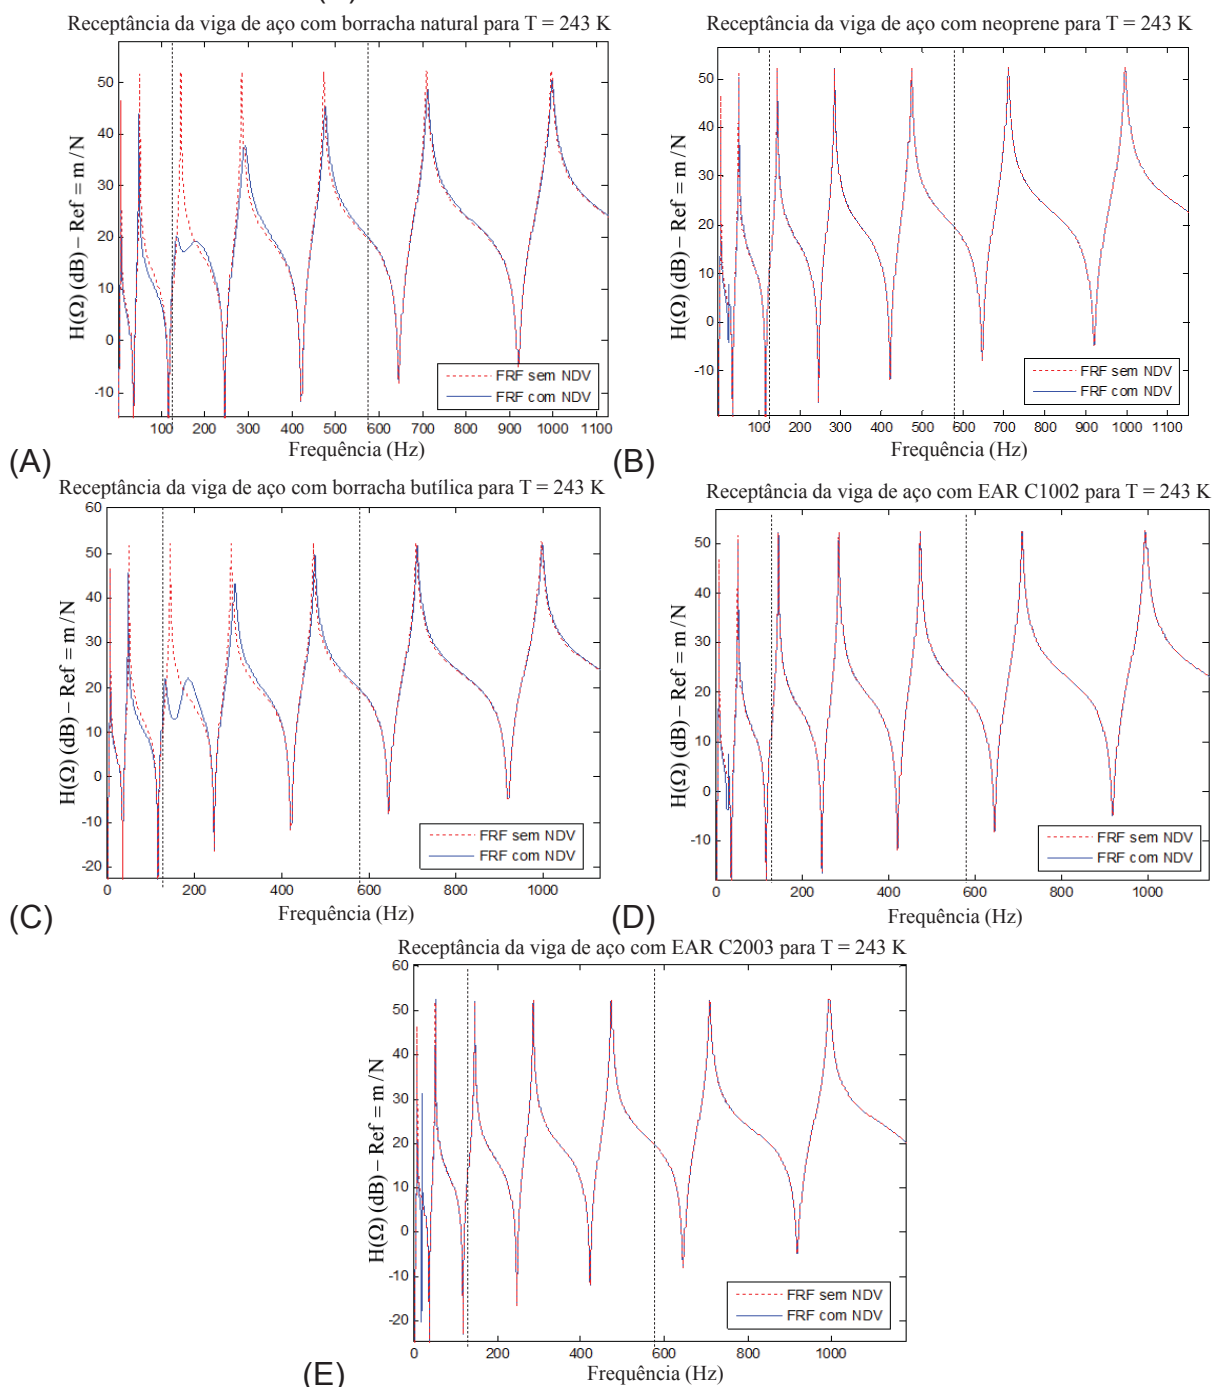 Receptância da viga de aço com borracha natural para T = 243 K
Receptância da viga de aço com neoprene para T = 243 K
H(Ω) (dB) – Ref = m/N
50
40
30
20
10
0
-10
FRF sem NDV
FRF com NDV
100 200 300 400 500 600 700 800 900 1000 1100
Frequência (Hz)
(A)
H(Ω) (dB) – Ref = m/N
50
40
30
20
10
0
-10
FRF sem NDV
FRF com NDV
100 200 300 400 500 600 700 800 900 1000 1100
Frequência (Hz)
(B)
Receptância da viga de aço com borracha butílica para T = 243 K
Receptância da viga de aço com EAR C1002 para T = 243 K
H(Ω) (dB) – Ref = m/N
60
50
40
30
20
10
0
-10
-20
FRF sem NDV
FRF com NDV
0 200 400 600 800 1000
Frequência (Hz)
(C)
H(Ω) (dB) – Ref = m/N
50
40
30
20
10
0
-10
FRF sem NDV
FRF com NDV
0 200 400 600 800 1000
Frequência (Hz)
(D)
Receptância da viga de aço com EAR C2003 para T = 243 K
H(Ω) (dB) – Ref = m/N
60
50
40
30
20
10
0
-10
-20
FRF sem NDV
FRF com NDV
0 200 400 600 800 1000
Frequência (Hz)
(E)